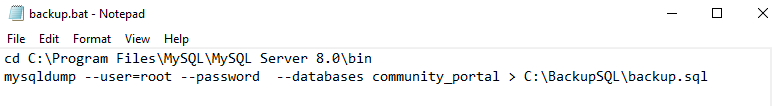 backup.bat - Notepad
File Edit Format View Help
cd C:\Program Files\MySQL\MySQL Server 8.0\bin
mysqldump --user=root --password  --databases community_portal > C:\BackupSQL\backup.sql